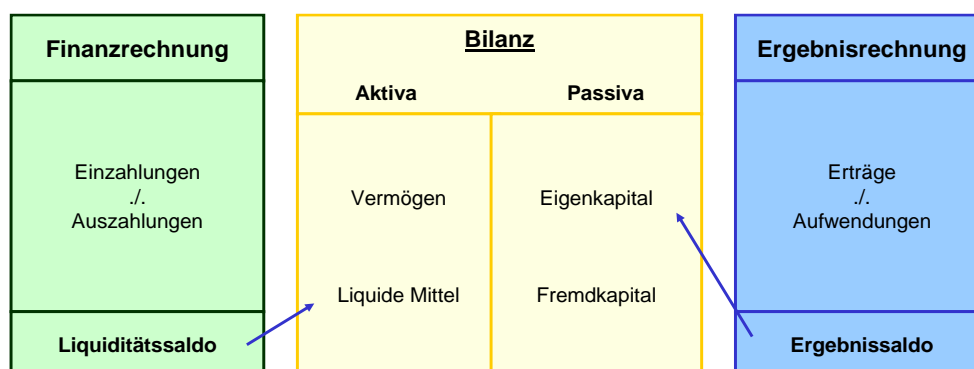 Finanzrechnung
Einzahlungen
./.
Auszahlungen
Liquiditätssaldo
Bilanz
Aktiva Passiva
Vermögen Eigenkapital
Liquide Mittel Fremdkapital
Ergebnisrechnung
Erträge
./.
Aufwendungen
Ergebnissaldo